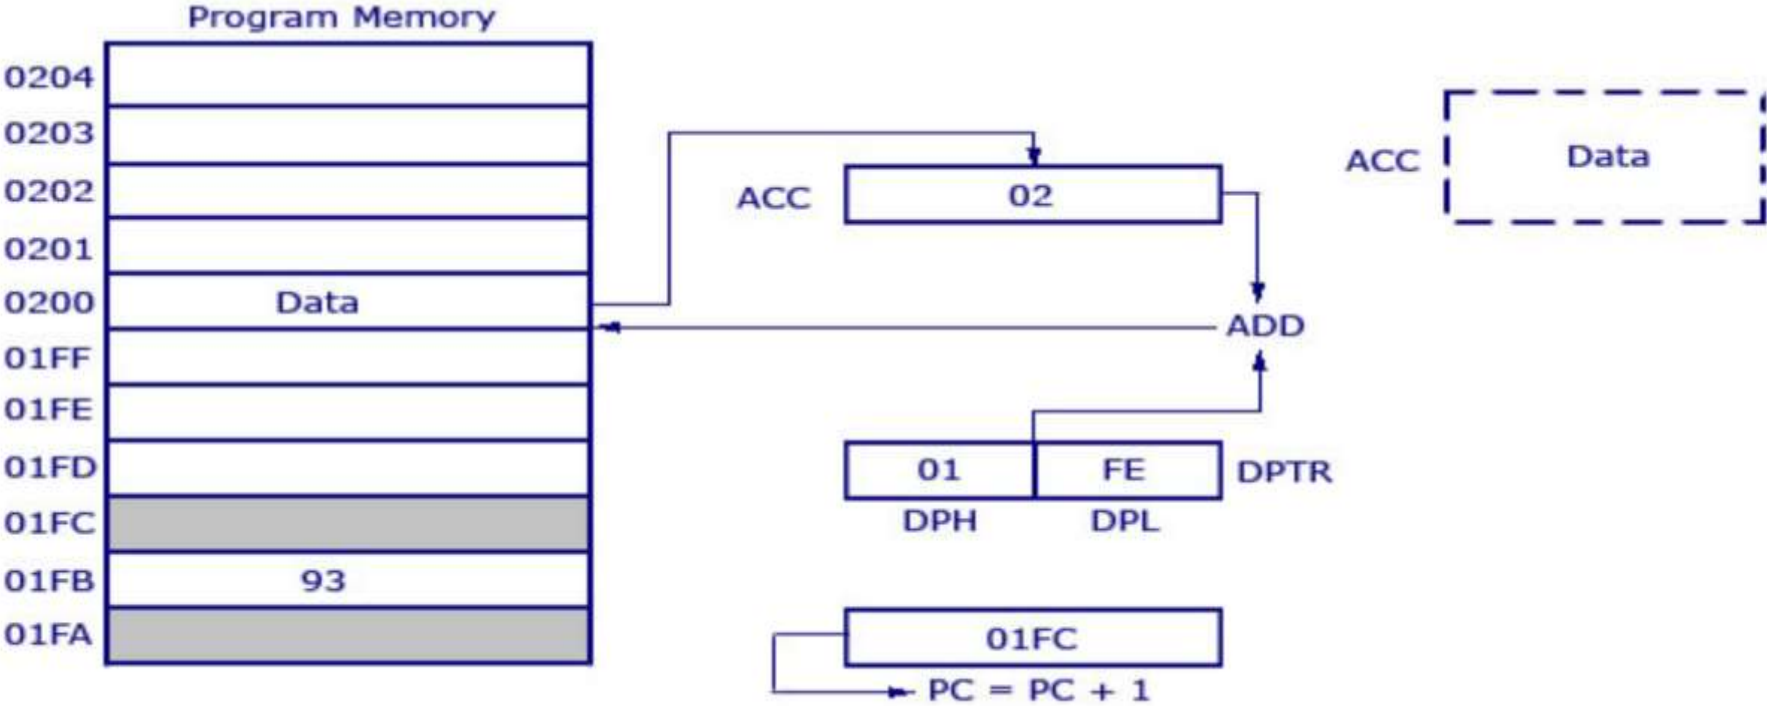 Program Memory
0204
0203
0202
0201
0200 Data
01FF
01FE
01FD
01FC
01FB 93
01FA
ACC 02
ACC Data
ADD
01 FE DPTR
DPH DPL
01FC
PC = PC + 1